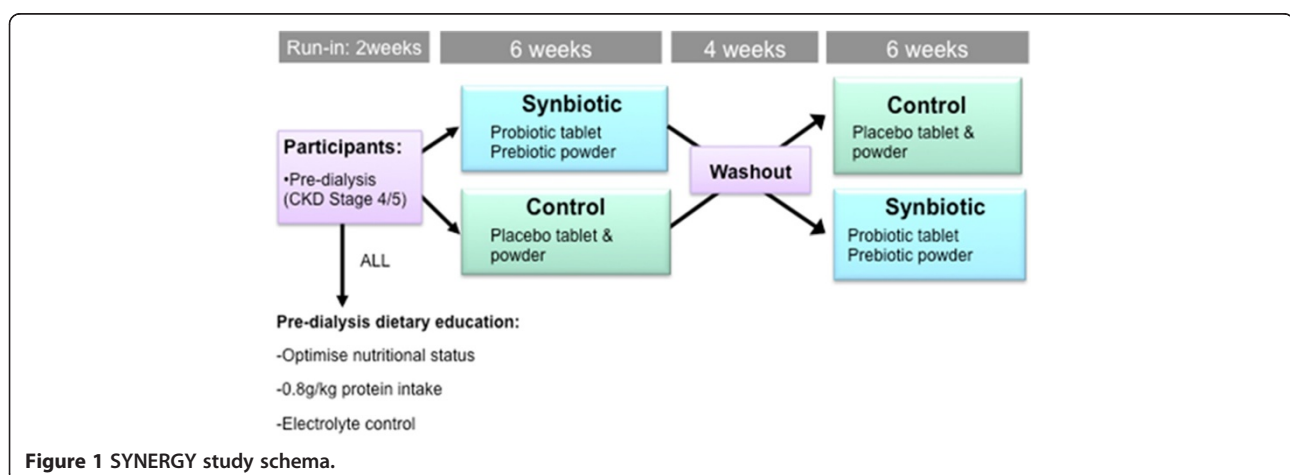 Run-in: 2weeks
6 weeks
4 weeks
6 weeks
Participants:
•Pre-dialysis
(CKD Stage 4/5)
Synbiotic
Probiotic tablet
Prebiotic powder
Control
Placebo tablet &
powder
Washout
Control
Placebo tablet &
powder
Synbiotic
Probiotic tablet
Prebiotic powder
ALL
Pre-dialysis dietary education:
-Optimise nutritional status
-0.8g/kg protein intake
-Electrolyte control
Figure 1 SYNERGY study schema.